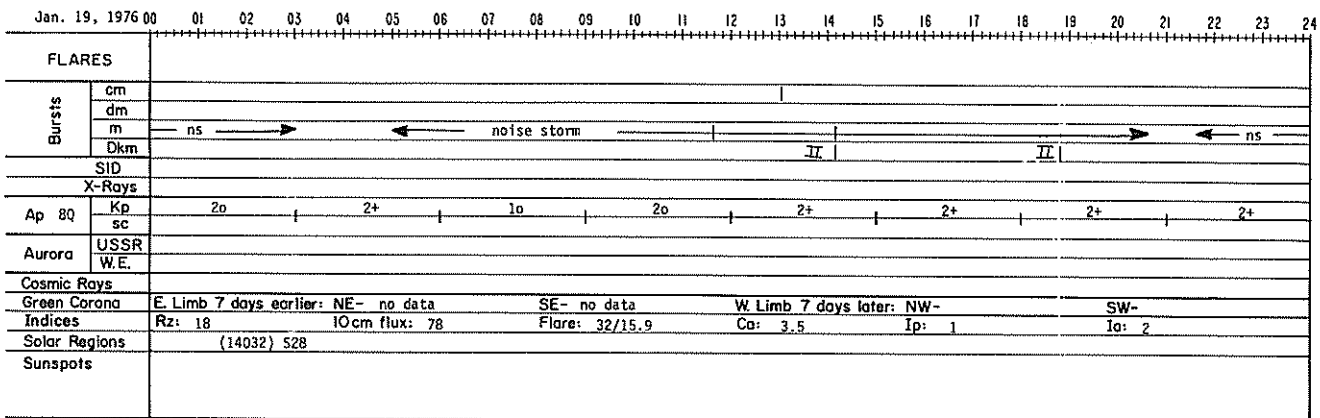 Jan. 19, 1976 00 01 02 03 04 05 06 07 08 09 10 11 12 13 14 15 16 17 18 19 20 21 22 23 24
FLARES
Bursts
cm
dm
m ns noise storm ns
Dkm II II
SID
X-Rays
Ap 8Q Kp 2o 2+ 1o 2o 2+ 2+ 2+ 2+
sc
Aurora USSR
W.E.
Cosmic Rays
Green Corona E. Limb 7 days earlier: NE- no data SE- no data W. Limb 7 days later: NW- SW-
Indices Rz: 18 10cm flux: 78 Flare: 32/15.9 Ca: 3.5 Ip: 1 Ia: 2
Solar Regions (14032) 528
Sunspots